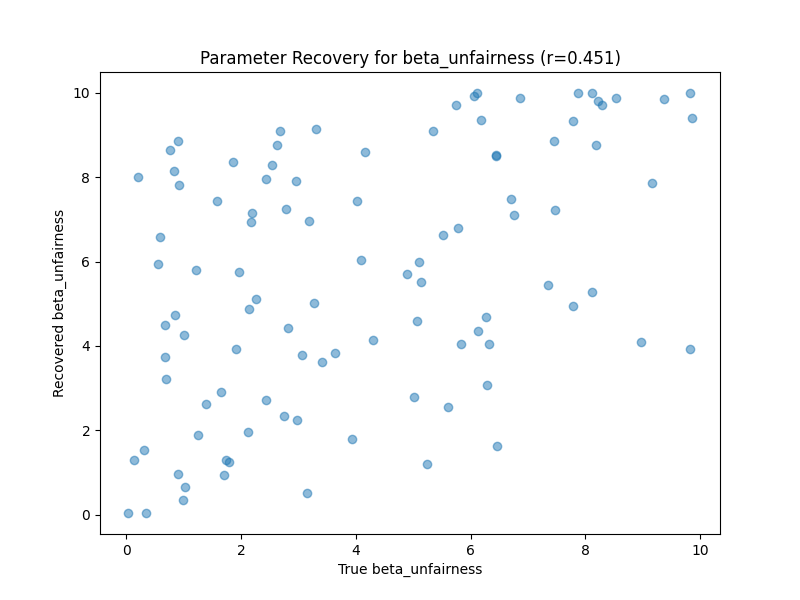 Parameter Recovery for beta_unfairness (r=0.451)
10
8
6
4
2
0
Recovered beta_unfairness
0 2 4 6 8 10
True beta_unfairness